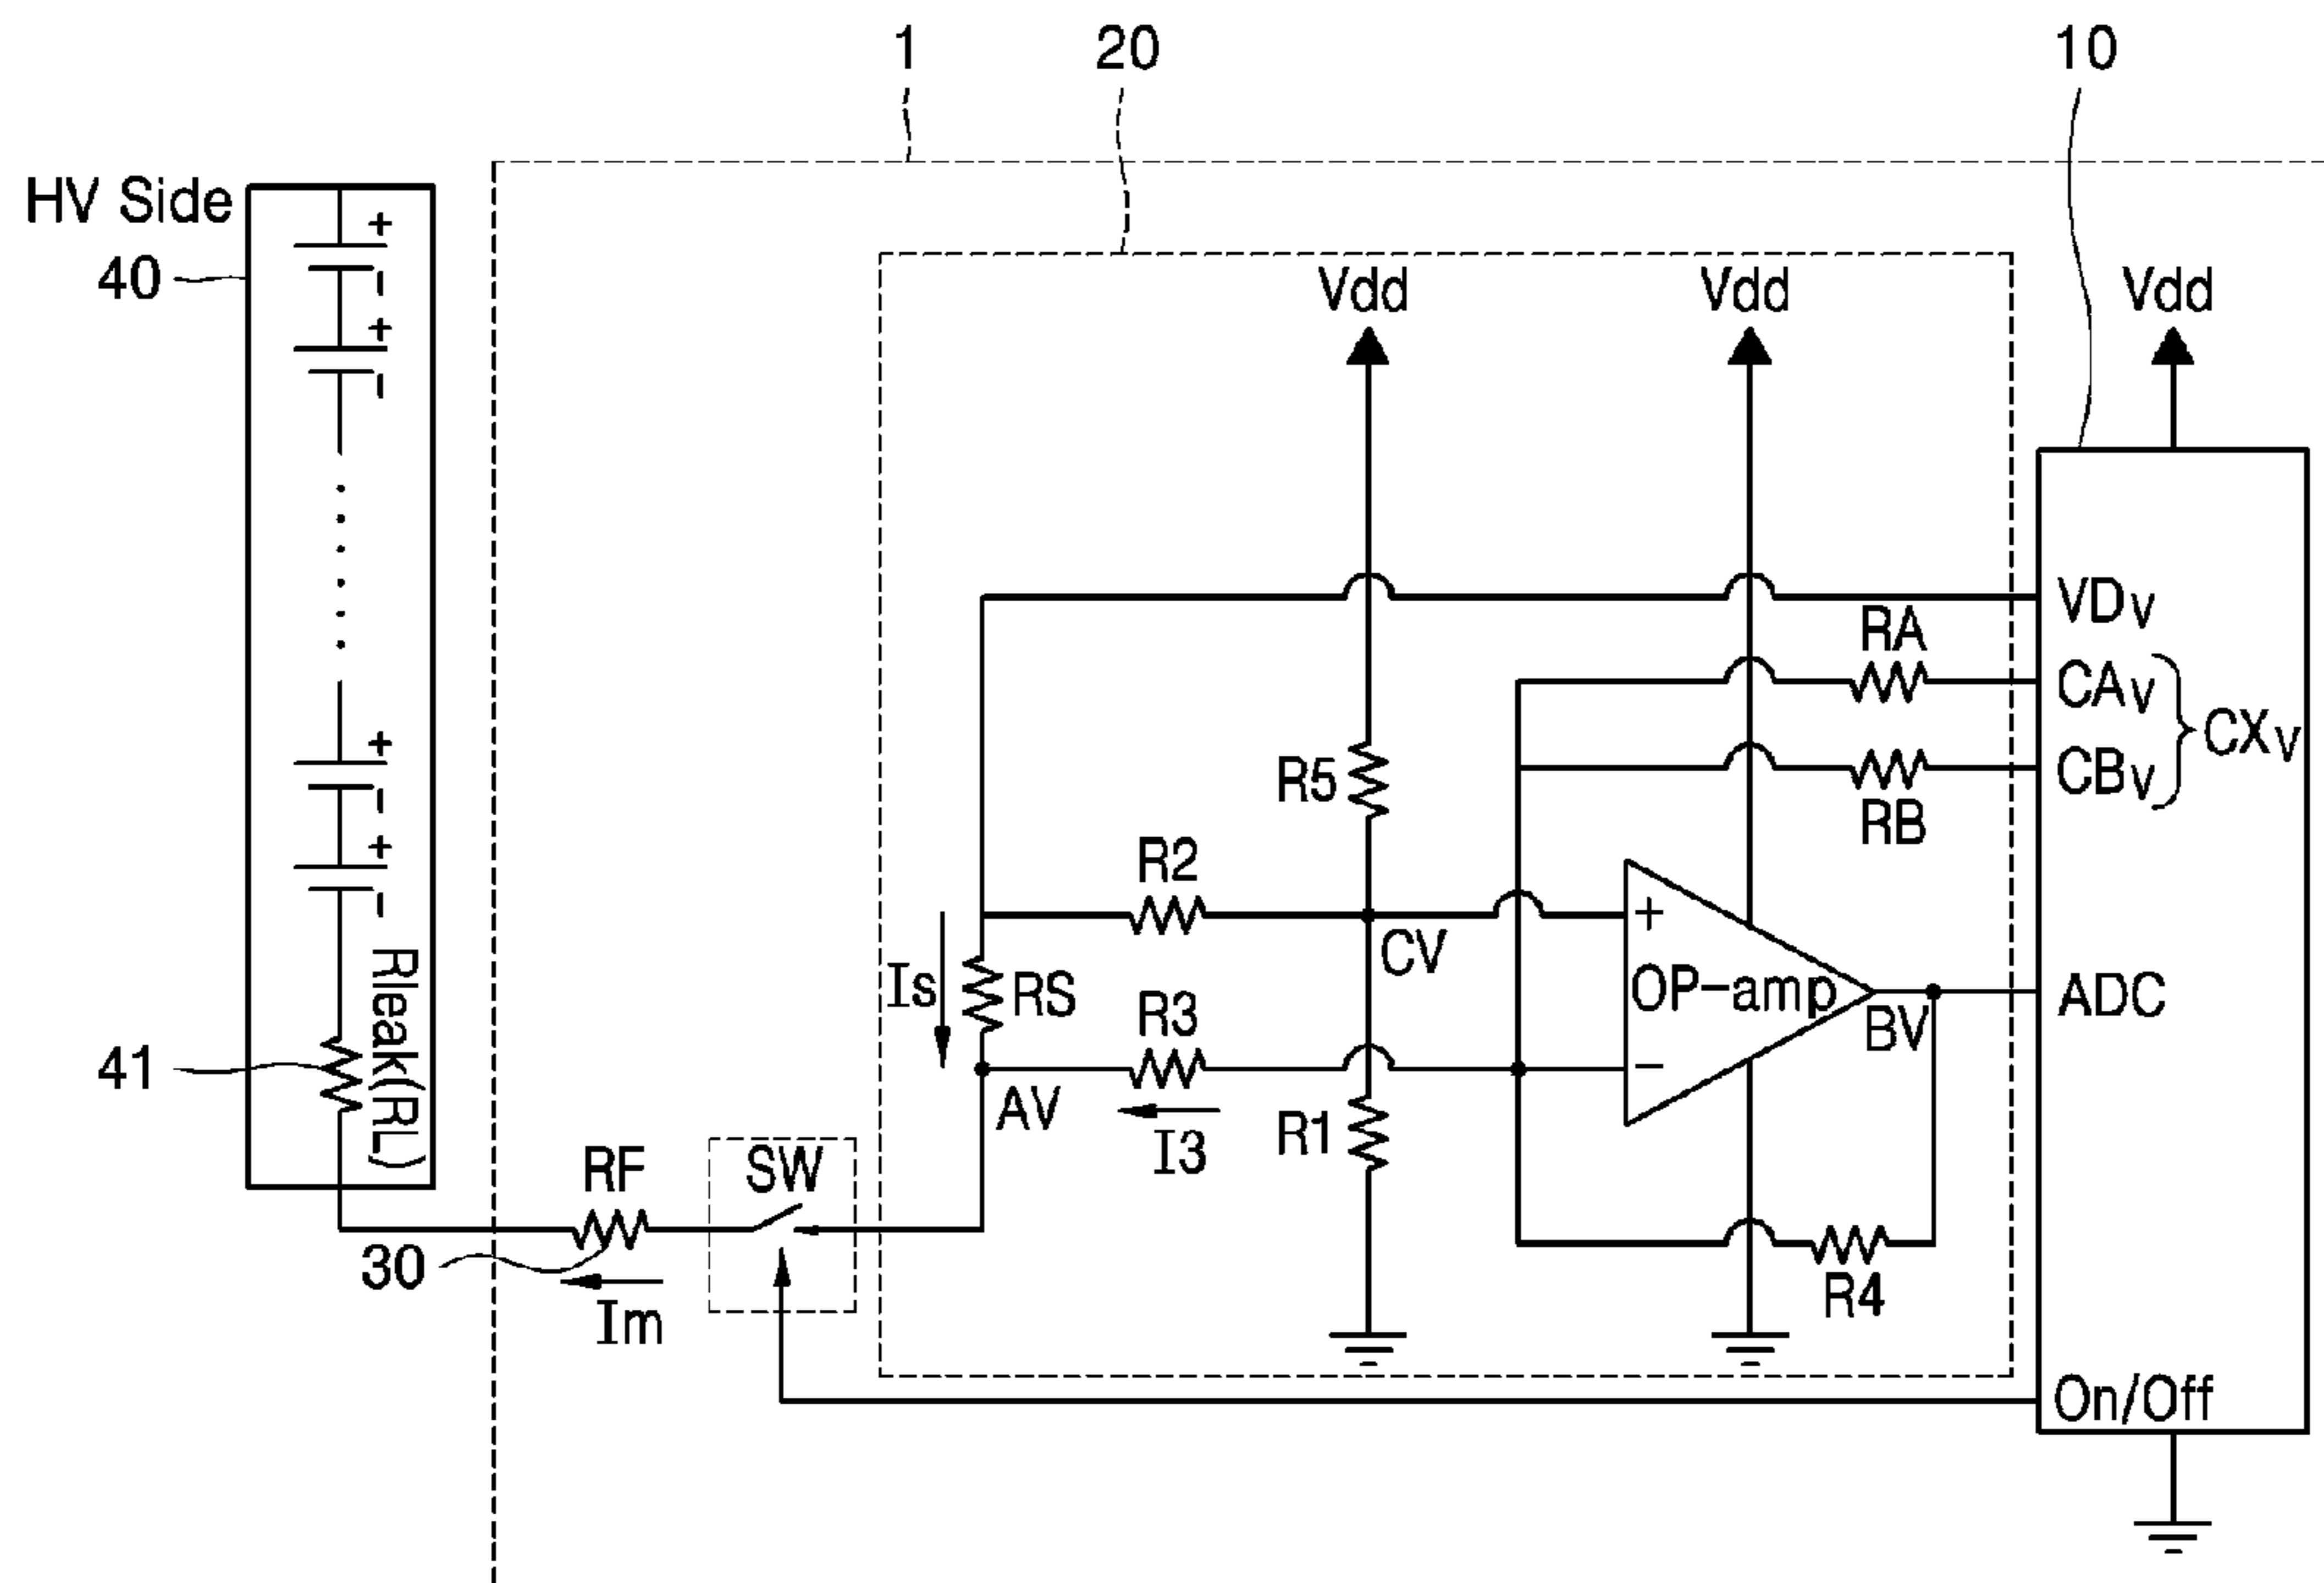 1
20
10
HV Side
40
+
-
+
-
+
-
+
-
Rleak(RL)
41
Vdd
Vdd
Vdd
VDV
RA
CAV
CXV
CBV
RB
R5
R2
CV
+
Is
RS
R3
OP-amp
BV
ADC
−
AV
I3
R1
RF
SW
30
Im
R4
On/Off